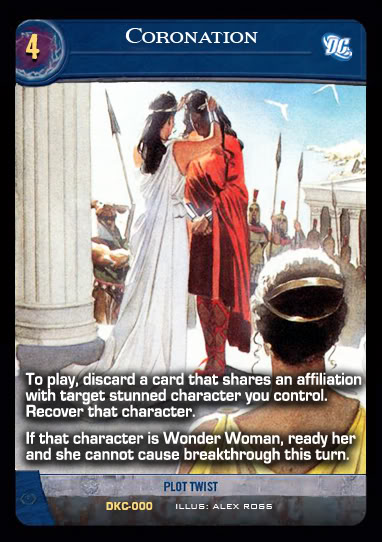 4
CORONATION
DC
To play, discard a card that shares an affiliation
with target stunned character you control.
Recover that character.
If that character is Wonder Woman, ready her
and she cannot cause breakthrough this turn.
PLOT TWIST
DKC-000 ILLUS: ALEX ROSS